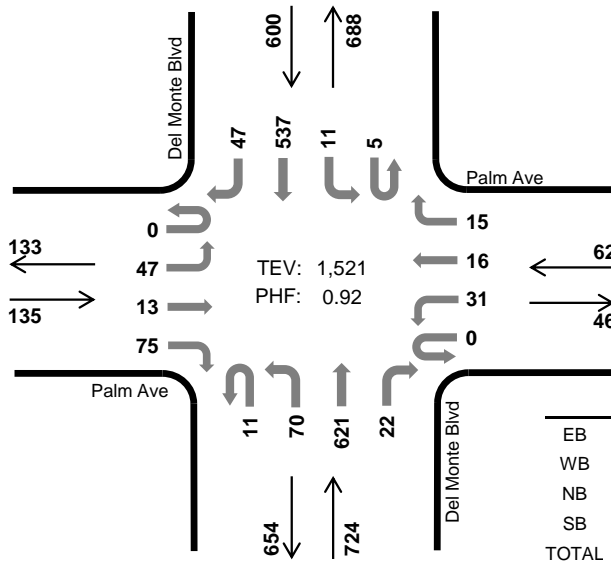 600
688
Del Monte Blvd
47
537
11
5
Palm Ave
0
15
133
47
TEV: 1,521
16
62
135
13
PHF: 0.92
31
46
75
0
Palm Ave
11
70
621
22
Del Monte Blvd
654
724
EB
WB
NB
SB
TOTAL